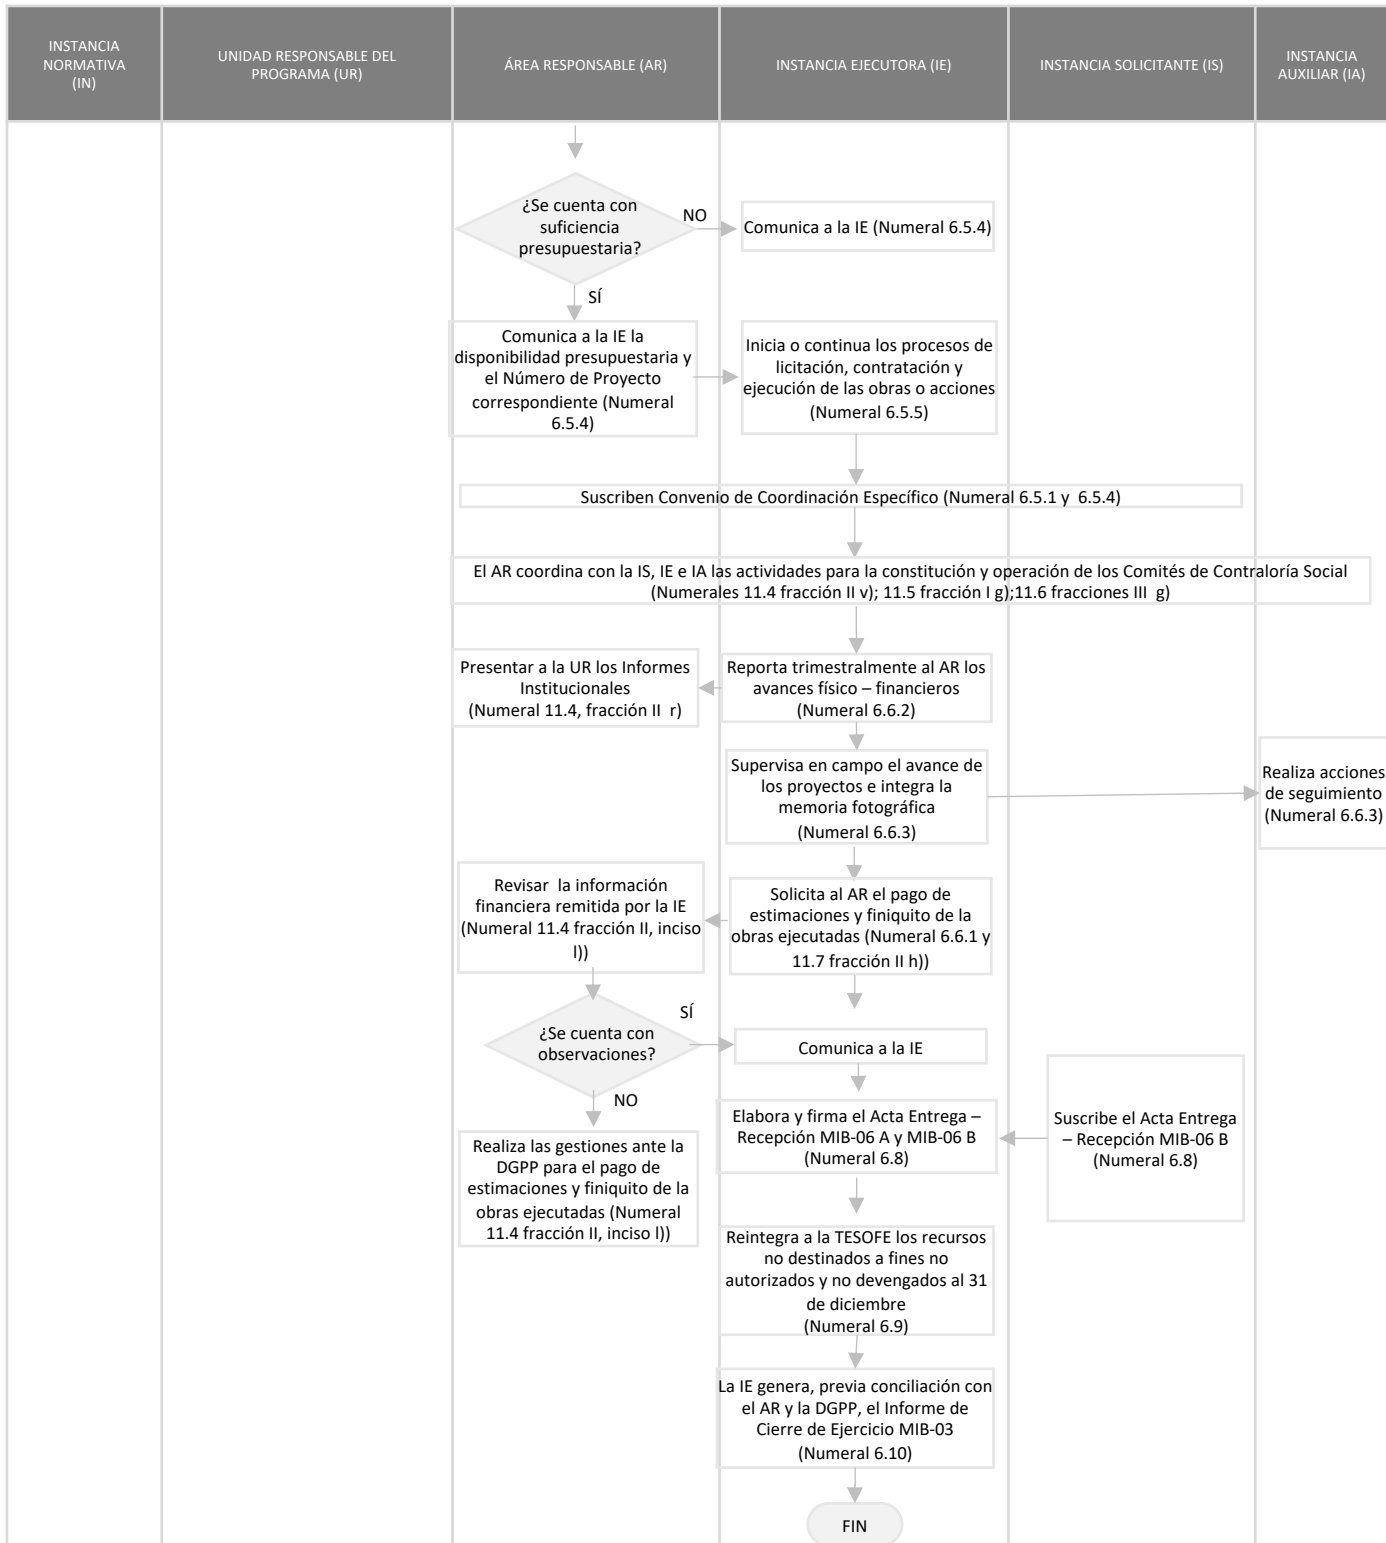 INSTANCIA
NORMATIVA
(IN)
UNIDAD RESPONSABLE DEL
PROGRAMA (UR)
ÁREA RESPONSABLE (AR)
INSTANCIA EJECUTORA (IE)
INSTANCIA SOLICITANTE (IS)
INSTANCIA
AUXILIAR (IA)
¿Se cuenta con
suficiencia
presupuestaria?
NO
Comunica a la IE (Numeral 6.5.4)
SÍ
Comunica a la IE la
disponibilidad presupuestaria y
el Número de Proyecto
correspondiente (Numeral
6.5.4)
Inicia o continua los procesos de
licitación, contratación y
ejecución de las obras o acciones
(Numeral 6.5.5)
Suscriben Convenio de Coordinación Específico (Numeral 6.5.1 y  6.5.4)
El AR coordina con la IS, IE e IA las actividades para la constitución y operación de los Comités de Contraloría Social
(Numerales 11.4 fracción II v); 11.5 fracción I g);11.6 fracciones III  g)
Presentar a la UR los Informes
Institucionales
(Numeral 11.4, fracción II  r)
Reporta trimestralmente al AR los
avances físico – financieros
(Numeral 6.6.2)
Supervisa en campo el avance de
los proyectos e integra la
memoria fotográfica
(Numeral 6.6.3)
Realiza acciones
de seguimiento
(Numeral 6.6.3)
Revisar  la información
financiera remitida por la IE
(Numeral 11.4 fracción II, inciso
l))
Solicita al AR el pago de
estimaciones y finiquito de la
obras ejecutadas (Numeral 6.6.1 y
11.7 fracción II h))
¿Se cuenta con
observaciones?
SÍ
Comunica a la IE
NO
Elabora y firma el Acta Entrega –
Recepción MIB-06 A y MIB-06 B
(Numeral 6.8)
Suscribe el Acta Entrega
– Recepción MIB-06 B
(Numeral 6.8)
Realiza las gestiones ante la
DGPP para el pago de
estimaciones y finiquito de la
obras ejecutadas (Numeral
11.4 fracción II, inciso l))
Reintegra a la TESOFE los recursos
no destinados a fines no
autorizados y no devengados al 31
de diciembre
(Numeral 6.9)
La IE genera, previa conciliación con
el AR y la DGPP, el Informe de
Cierre de Ejercicio MIB-03
(Numeral 6.10)
FIN